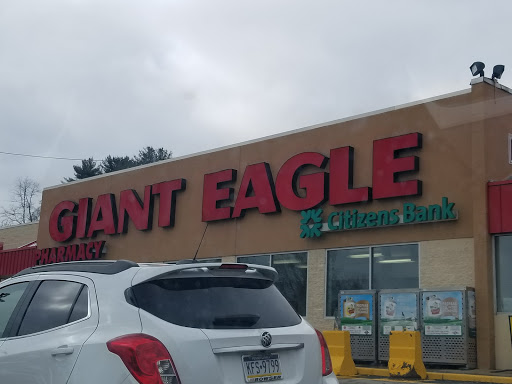 GIANT EAGLE
PHARMACY
Citizens Bank
KFS-9799